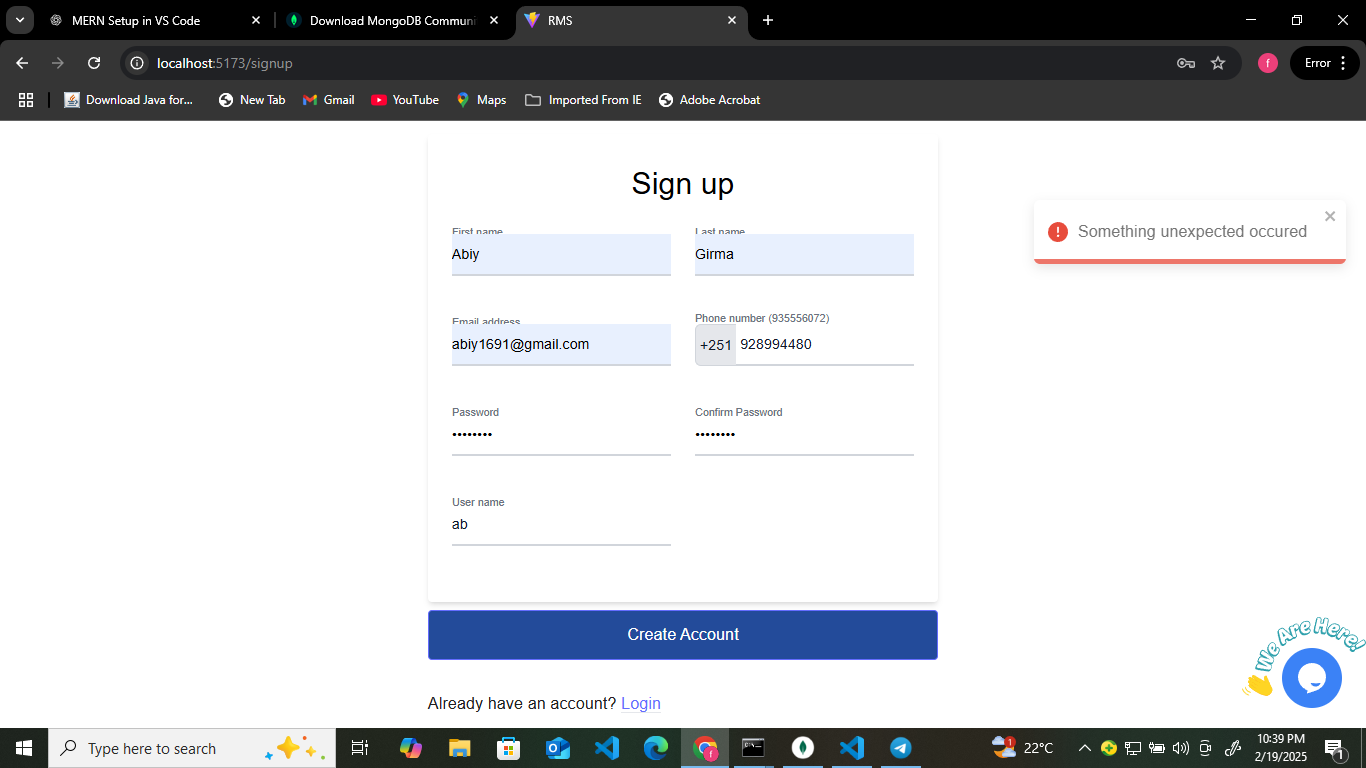 MERN Setup in VS Code
Download MongoDB Communi
RMS
localhost:5173/signup
f
Error
Download Java for...
New Tab
Gmail
YouTube
Maps
Imported From IE
Adobe Acrobat
Sign up
Something unexpected occured
First name
Last name
Abiy
Girma
Email address
Phone number (935556072)
abiy1691@gmail.com
+251
928994480
Password
Confirm Password
••••••••
••••••••
User name
ab
Create Account
We Are Here!
Already have an account? Login
Type here to search
1
22°C
10:39 PM
2/19/2025
1